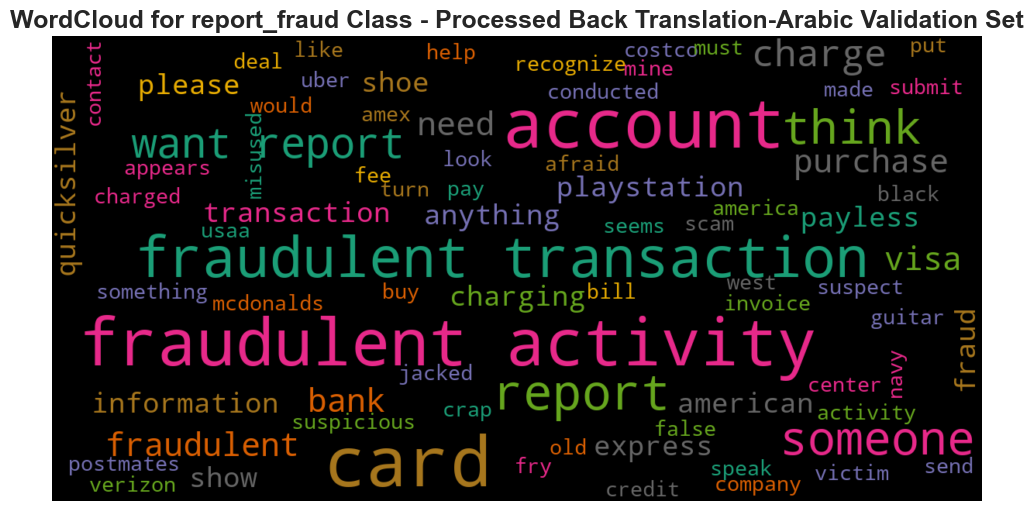 WordCloud for report_fraud Class - Processed Back Translation-Arabic Validation Set
contact
deal
like
help
costco
must
charge
put
recognize
mine
please
uber
shoe
conducted
made
submit
would
amex
account
think
want report
misused
need
quicksilver
appears
look
afraid
purchase
fee
turn
pay
playstation
black
charged
transaction
anything
america
payless
usaa
seems
scam
fraudulent transaction
visa
something
mcdonalds
buy
charging
bill
west
invoice
suspect
guitar
fraud
fraudulent activity
jacked
navy
center
information
bank
report
american
activity
crap
suspicious
false
fraudulent
card
old
express
someone
postmates
verizon
show
fry
speak
victim
send
credit
company